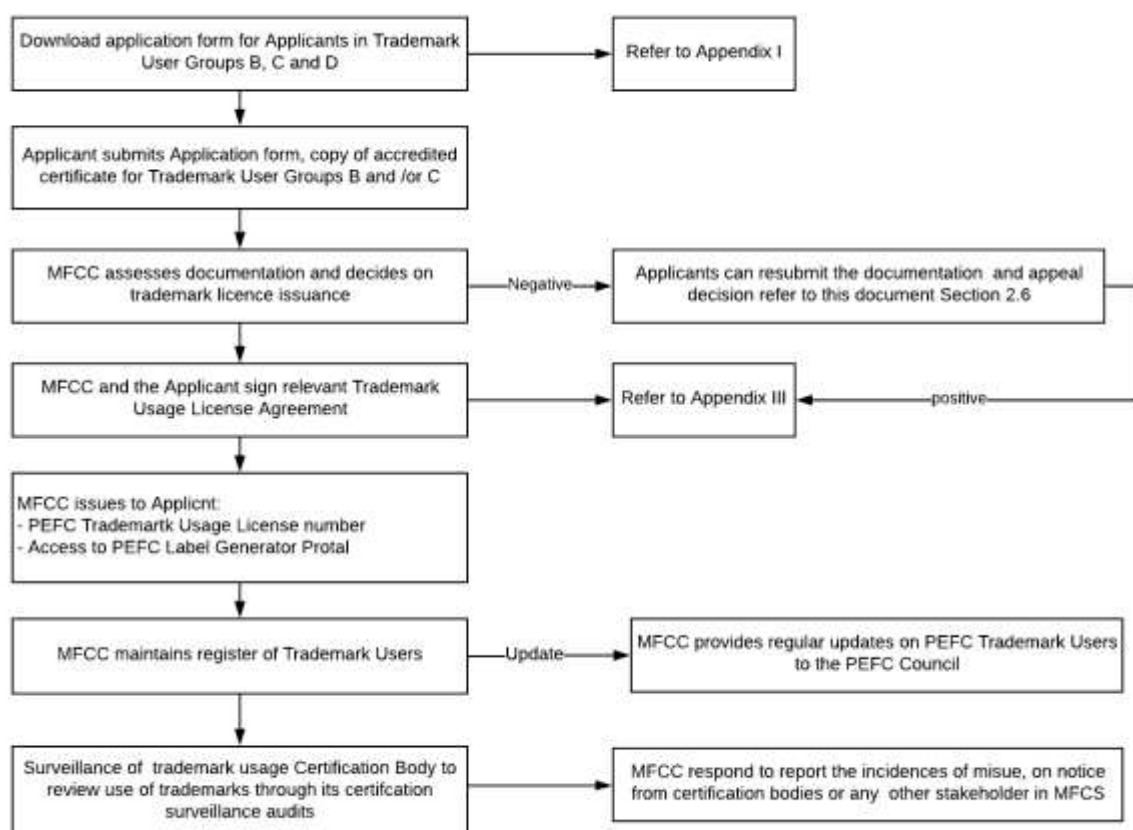 Download application form for Applicants in Trademark
User Groups B, C and D
Refer to Appendix I
Applicant submits Application form, copy of accredited
certificate for Trademark User Groups B and /or C
MFCC assesses documentation and decides on
trademark licence issuance
Negative
Applicants can resubmit the documentation and appeal
decision refer to this document Section 2.6
MFCC and the Applicant sign relevant Trademark
Usage License Agreement
Refer to Appendix III
positive
MFCC issues to Applicnt:
- PEFC Trademartk Usage License number
- Access to PEFC Label Generator Protal
MFCC maintains register of Trademark Users
Update
MFCC provides regular updates on PEFC Trademark Users
to the PEFC Council
Surveillance of trademark usage Certification Body to
review use of trademarks through its certifcation
surveillance audits
MFCC respond to report the incidences of misue, on notice
from certification bodies or any other stakeholder in MFCS